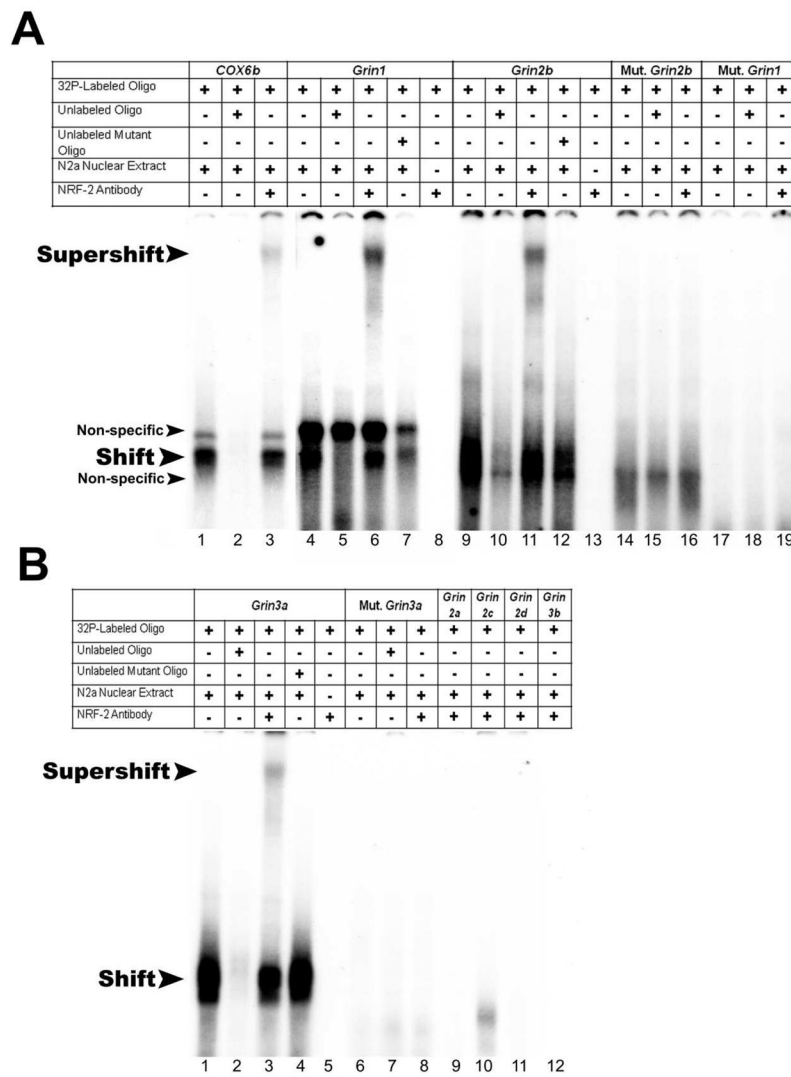 A
COX6b Grin1 Grin2b Mut. Grin2b Mut. Grin1
32P-Labeled Oligo + + + + + + + + + + + + + + + + + + +
Unlabeled Oligo - + - - + - - - - + - - - - + - - + -
Unlabeled Mutant
Oligo - - - - - - + - - - - + - - - - - - -
N2a Nuclear Extract + + + + + + + - + + + + - + + + + + +
NRF-2 Antibody - - + - - + - + - - + - + - - + - - +
Supershift
Non-specific
Shift
Non-specific
1 2 3 4 5 6 7 8 9 10 11 12 13 14 15 16 17 18 19
B
Grin3a Mut. Grin3a Grin 2a Grin 2c Grin 2d Grin 3b
32P-Labeled Oligo + + + + + + + + + + + +
Unlabeled Oligo - + - - - - + - - - - -
Unlabeled Mutant Oligo - - - + - - - - - - - -
N2a Nuclear Extract + + + + - + + + + + + +
NRF-2 Antibody - - + - + - - + + + + +
Supershift
Shift
1 2 3 4 5 6 7 8 9 10 11 12